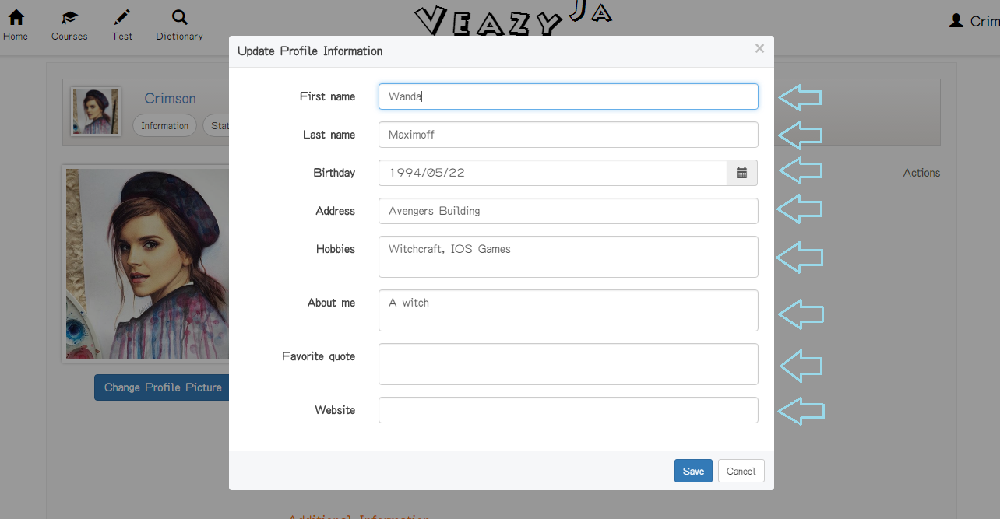 Home Courses Test Dictionary
VEAZY JA
Crim
Update Profile Information ×
Crimson
Information Stat
Actions
Change Profile Picture
First name Wanda
Last name Maximoff
Birthday 1994/05/22
Address Avengers Building
Hobbies Witchcraft, IOS Games
About me A witch
Favorite quote
Website
Save Cancel
Additional Information